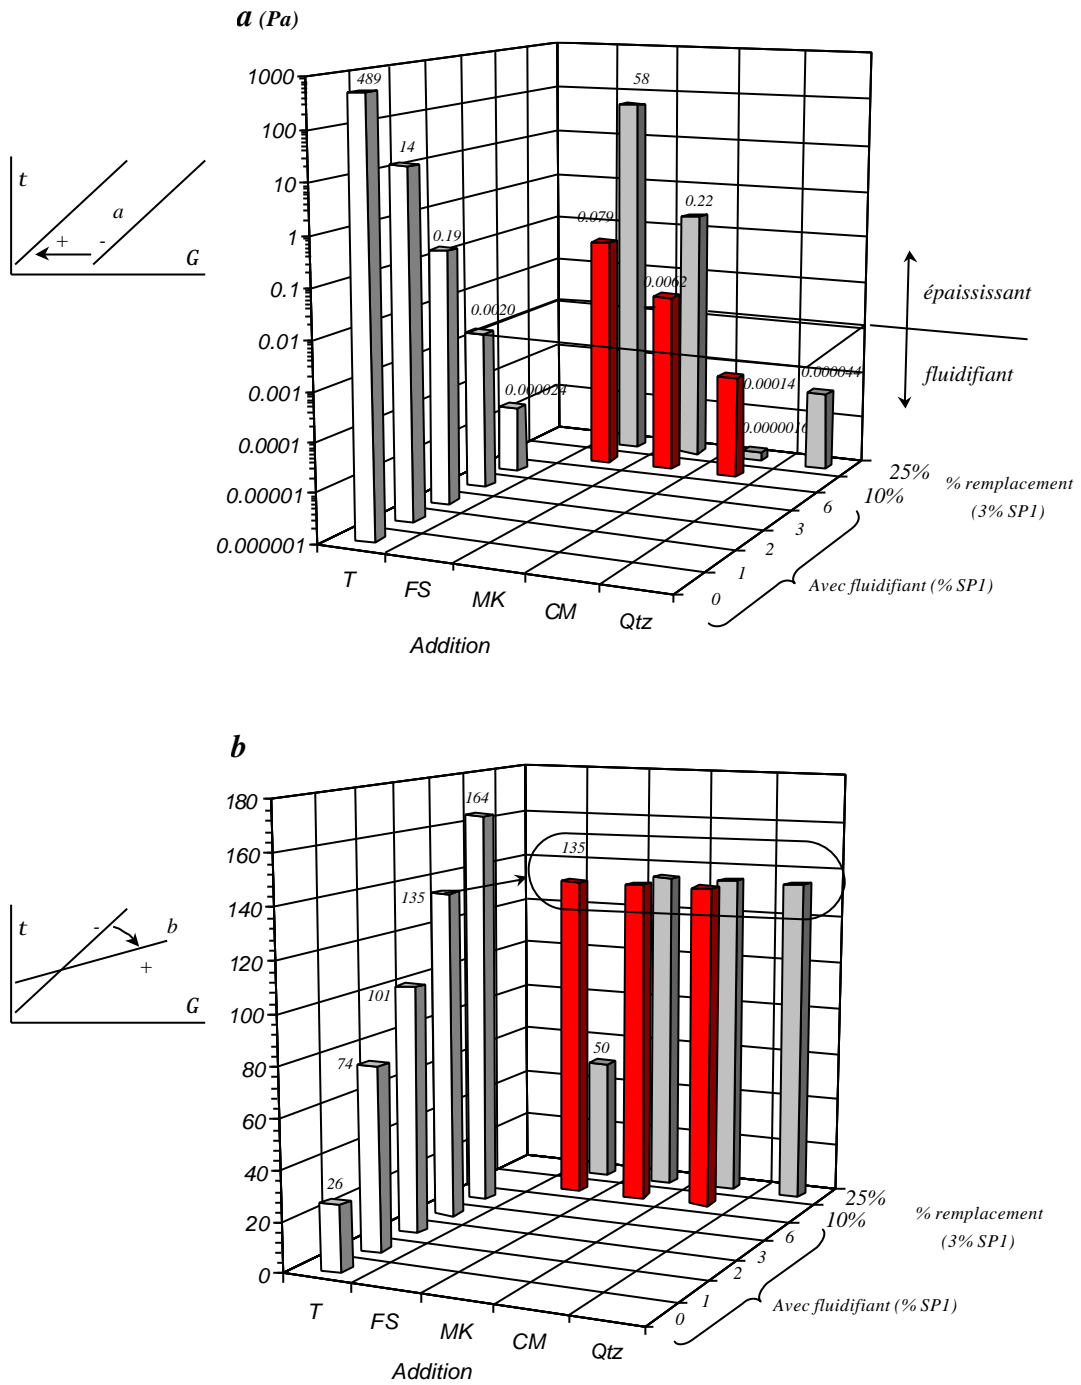 a (Pa)
1000
100
10
1
0.1
0.01
0.001
0.0001
0.00001
0.000001
489
14
0.19
0.0020
0.000024
58
0.079
0.22
0.0062
0.00014
0.000044
0.0000016
t
a
+
-
G
épaississant
fluidifiant
25%
10%
6
3
2
1
0
% remplacement
(3% SP1)
Avec fluidifiant (% SP1)
T
FS
MK
CM
Qtz
Addition
b
180
160
140
120
100
80
60
40
20
0
164
135
101
74
26
135
50
t
-
b
+
G
25%
10%
6
3
2
1
0
% remplacement
(3% SP1)
Avec fluidifiant (% SP1)
T
FS
MK
CM
Qtz
Addition